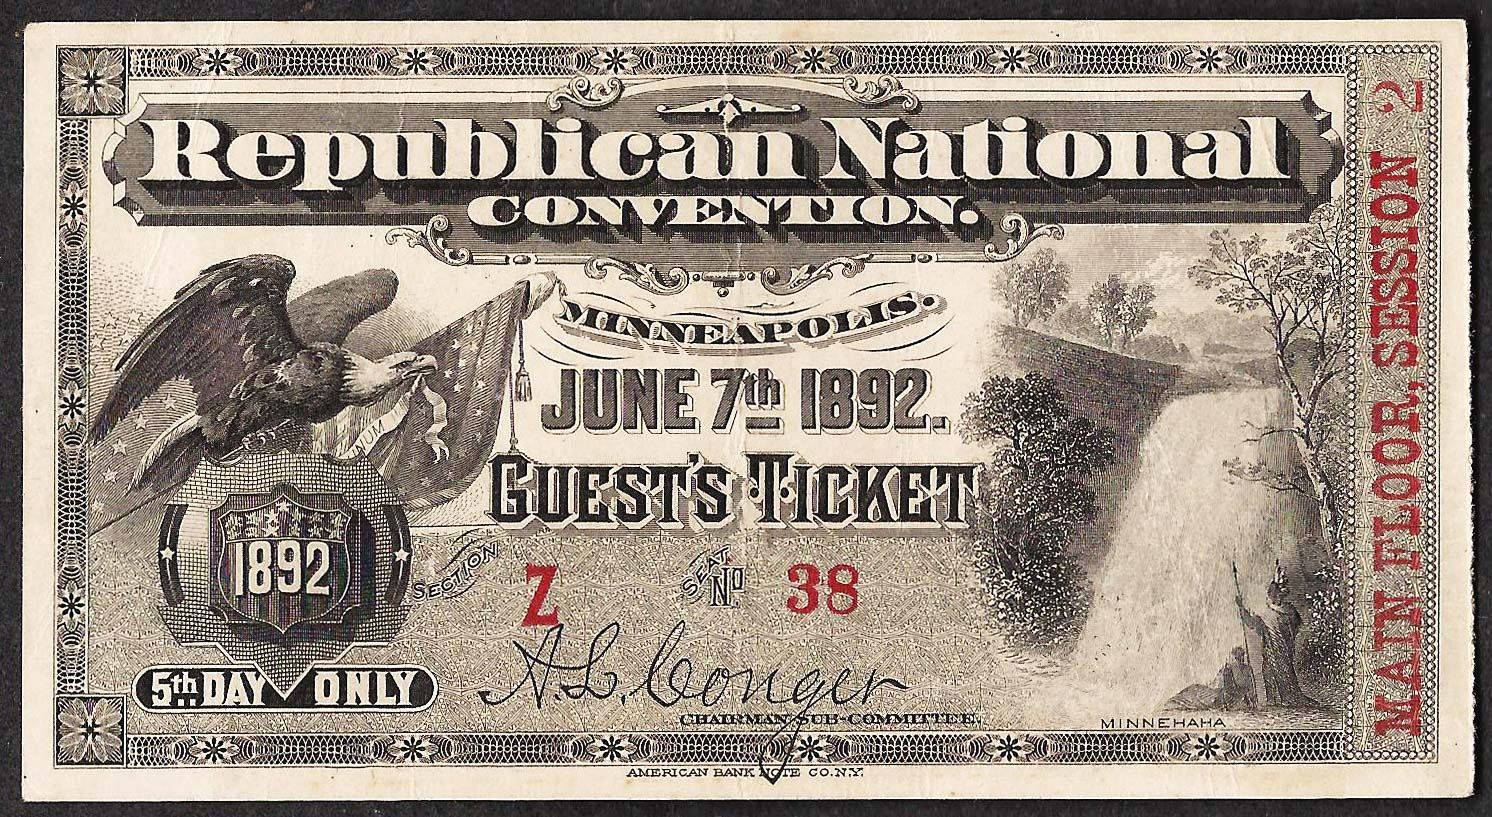 Republican National
CONVENTION.
MINNEAPOLIS.
JUNE 7th 1892.
GUEST'S TICKET
NUM
1892
SECTION Z SEAT No. 38
5th DAY ONLY
A. L. Conger
CHAIRMAN SUB-COMMITTEE.
MINNEHAHA
AMERICAN BANK NOTE CO. N.Y.
MAIN FLOOR, SESSION 2